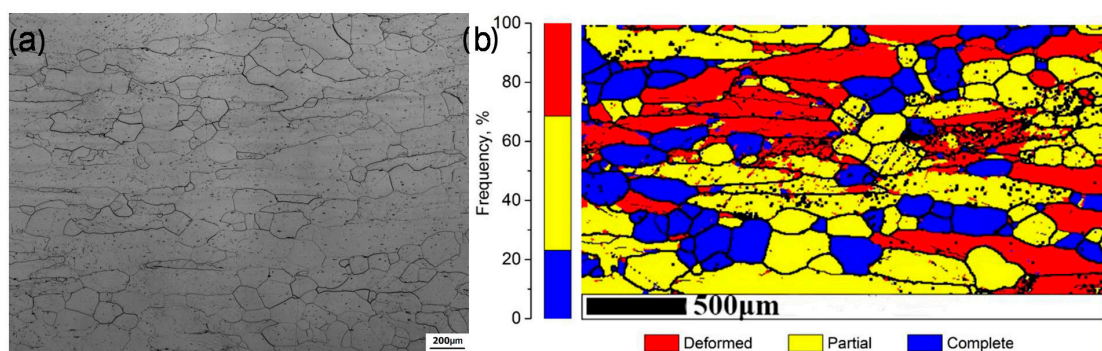 (a)
200μm
(b)
Frequency, %
100
80
60
40
20
0
500μm
Deformed Partial Complete